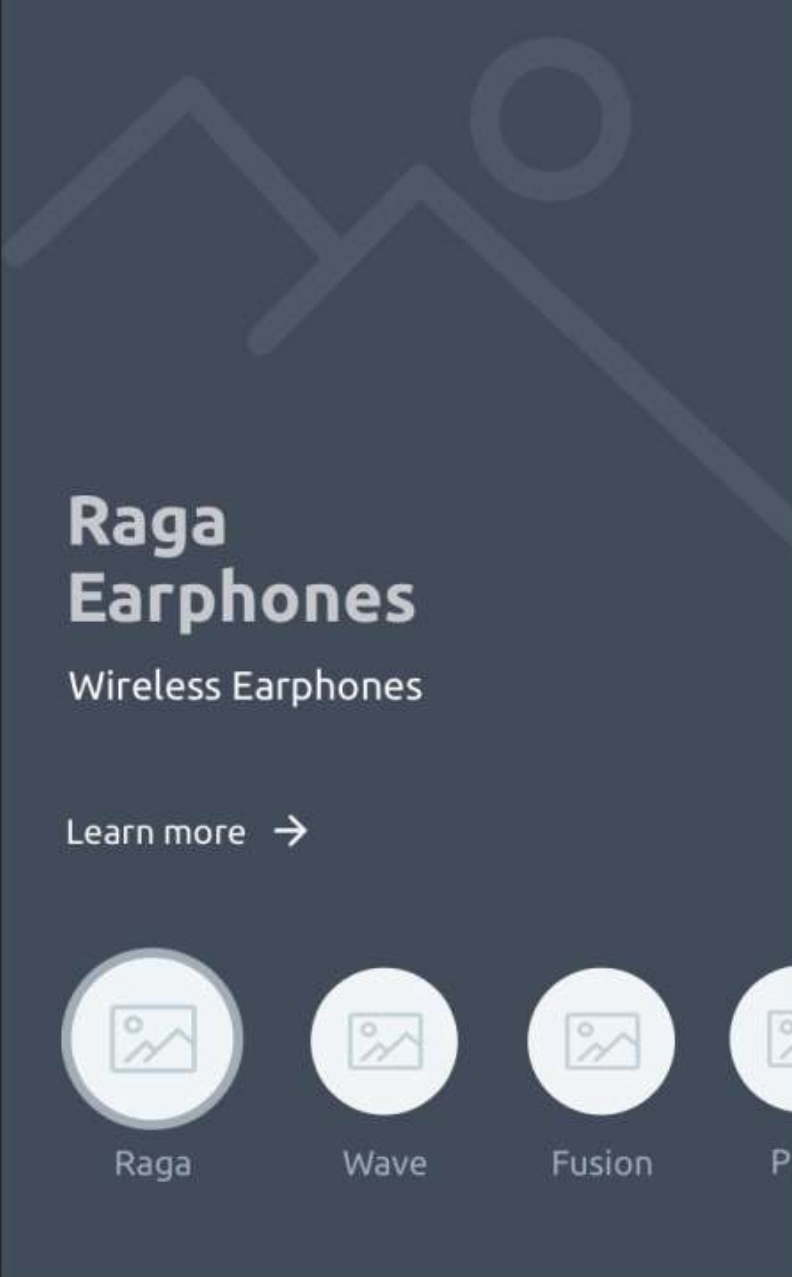 Raga
Earphones
Wireless Earphones
Learn more →
Raga
Wave
Fusion
P